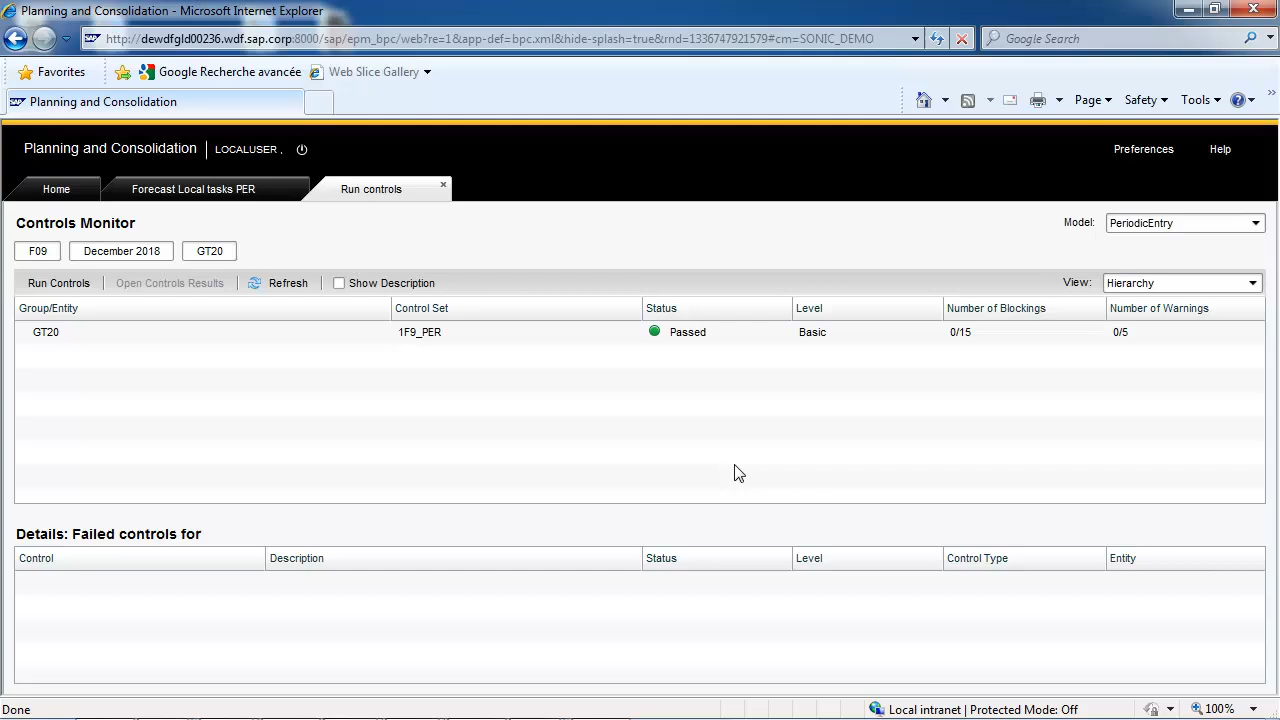 Planning and Consolidation - Microsoft Internet Explorer
http://dewdfgld00236.wdf.sap.corp:8000/sap/epm_bpc/web?re=1&app-def=bpc.xml&hide-splash=true&rnd=1336747921579#cm=SONIC_DEMO
Google Search
Favorites
Google Recherche avancée
Web Slice Gallery
SAP Planning and Consolidation
Page
Safety
Tools
Planning and Consolidation
LOCALUSER .
Preferences
Help
Home
Forecast Local tasks PER
Run controls
Controls Monitor
Model:
PeriodicEntry
F09
December 2018
GT20
Run Controls
Open Controls Results
Refresh
Show Description
View:
Hierarchy
Group/Entity
Control Set
Status
Level
Number of Blockings
Number of Warnings
GT20
1F9_PER
Passed
Basic
0/15
0/5
Details: Failed controls for
Control
Description
Status
Level
Control Type
Entity
Done
Local intranet | Protected Mode: Off
100%